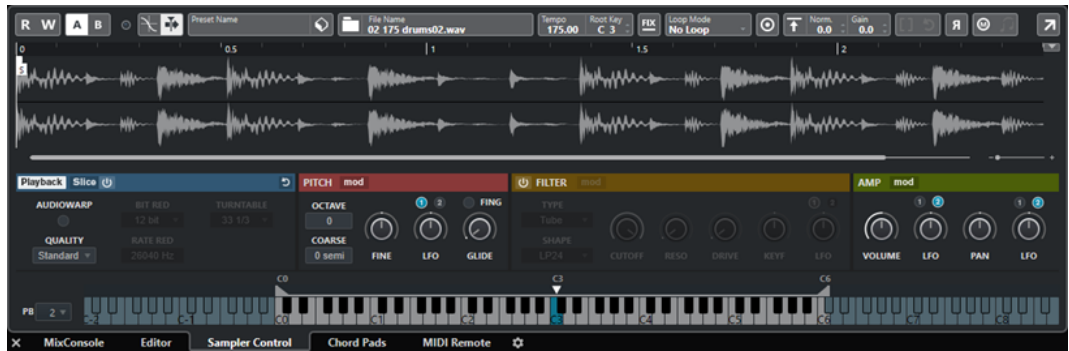 R W A B Preset Name File Name Tempo Root Key FIX Loop Mode Norm. Gain R M
02 175 drums02.wav 175.00 C 3 No Loop 0.0 0.0
0 0.5 1 1.5 2
S
Playback Slice PITCH mod FILTER mod AMP mod
AUDIOWARP BIT RED TURNTABLE OCTAVE 1 2 FING TYPE 1 2 1 2
12 bit 33 1/3 0 Tube
QUALITY RATE RED COARSE SHAPE
Standard 26040 Hz 0 semi FINE LFO GLIDE LP24 CUTOFF RESO DRIVE KEYF LFO VOLUME LFO PAN LFO
C0 C3 C6
PB 2
C-2 C-1 C0 C1 C2 C3 C4 C5 C6 C7 C8
MixConsole Editor Sampler Control Chord Pads MIDI Remote